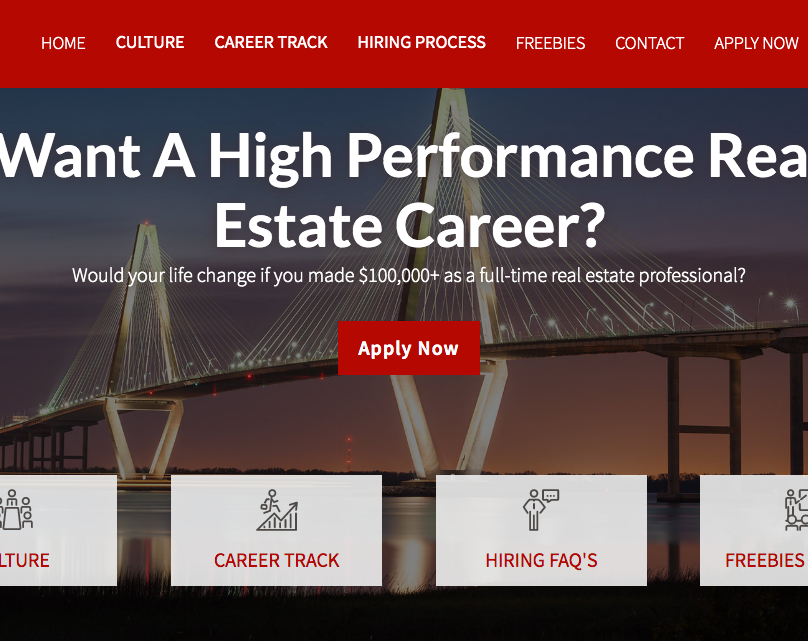 HOME CULTURE CAREER TRACK HIRING PROCESS FREEBIES CONTACT APPLY NOW
Want A High Performance Rea
Estate Career?
Would your life change if you made $100,000+ as a full-time real estate professional?
Apply Now
LTURE CAREER TRACK HIRING FAQ'S FREEBIES